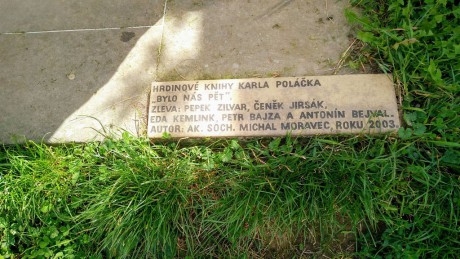 HRDINOVÉ KNIHY KARLA POLÁČKA
„BYLO NÁS PĚT“.
ZLEVA: PEPEK ZILVAR, ČENĚK JIRSÁK,
EDA KEMLINK, PETR BAJZA A ANTONÍN BEJVAL.
AUTOR: AK. SOCH. MICHAL MORAVEC, ROKU 2003.